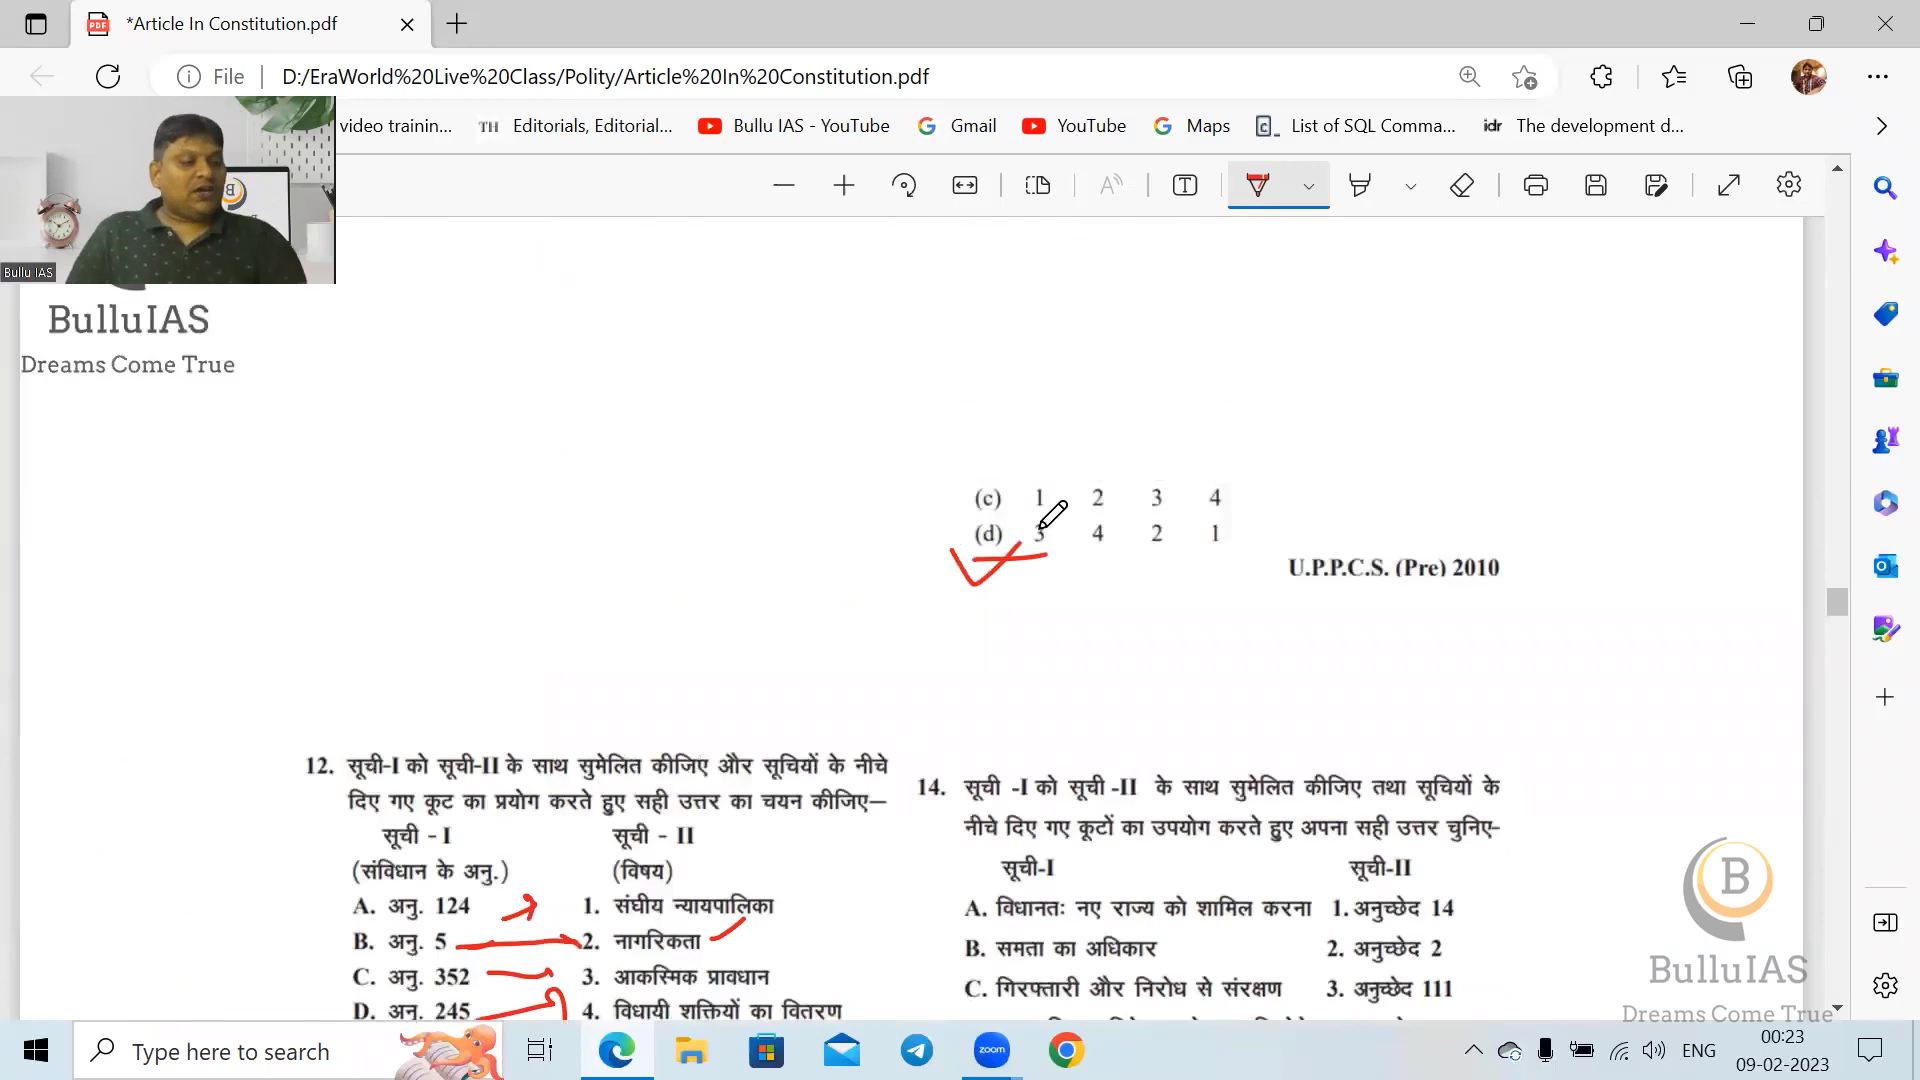 *Article In Constitution.pdf
File
D:/EraWorld%20Live%20Class/Polity/Article%20In%20Constitution.pdf
video trainin...
TH Editorials, Editorial...
Bullu IAS - YouTube
Gmail
YouTube
Maps
List of SQL Comma...
idr The development d...
Bullu IAS
BulluIAS
Dreams Come True
(c) 1 2 3 4
(d) 3 4 2 1
U.P.P.C.S. (Pre) 2010
12. सूची-I को सूची-II के साथ सुमेलित कीजिए और सूचियों के नीचे
दिए गए कूट का प्रयोग करते हुए सही उत्तर का चयन कीजिए—
सूची - I सूची - II
(संविधान के अनु.) (विषय)
A. अनु. 124 1. संघीय न्यायपालिका
B. अनु. 5 2. नागरिकता
C. अनु. 352 3. आकस्मिक प्रावधान
D. अनु. 245 4. विधायी शक्तियों का वितरण
14. सूची -I को सूची -II के साथ सुमेलित कीजिए तथा सूचियों के
नीचे दिए गए कूटों का उपयोग करते हुए अपना सही उत्तर चुनिए-
सूची-I सूची-II
A. विधानतः नए राज्य को शामिल करना 1. अनुच्छेद 14
B. समता का अधिकार 2. अनुच्छेद 2
C. गिरफ्तारी और निरोध से संरक्षण 3. अनुच्छेद 111
B
BulluIAS
Dreams Come True
Type here to search
zoom
ENG
00:23
09-02-2023